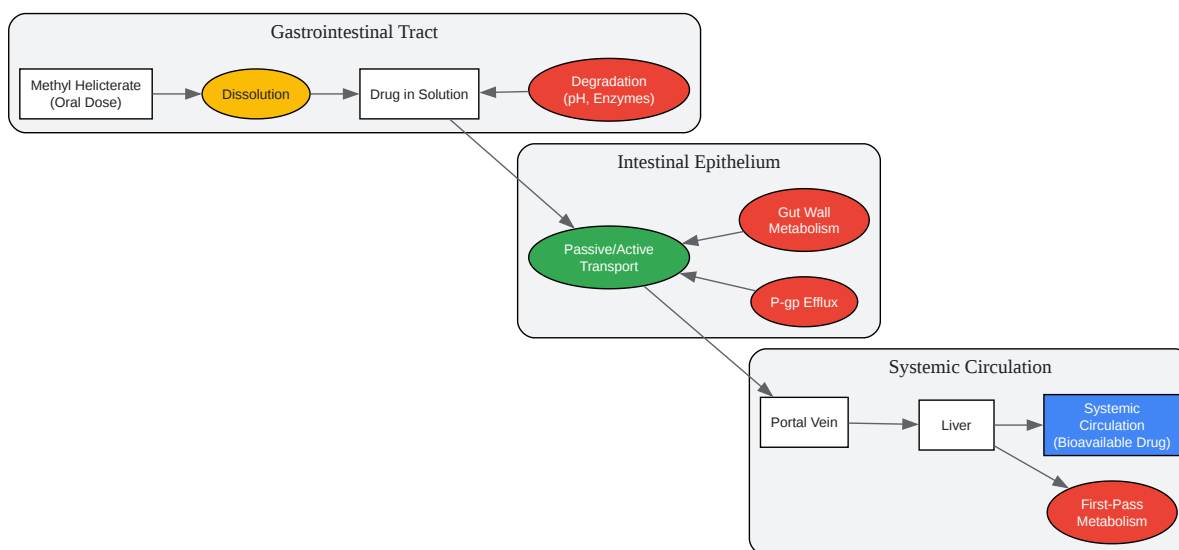 Gastrointestinal Tract
Methyl Helicterate
(Oral Dose)
Dissolution
Drug in Solution
Degradation
(pH, Enzymes)
Intestinal Epithelium
Gut Wall
Metabolism
Passive/Active
Transport
P-gp Efflux
Systemic Circulation
Portal Vein
Liver
Systemic
Circulation
(Bioavailable Drug)
First-Pass
Metabolism